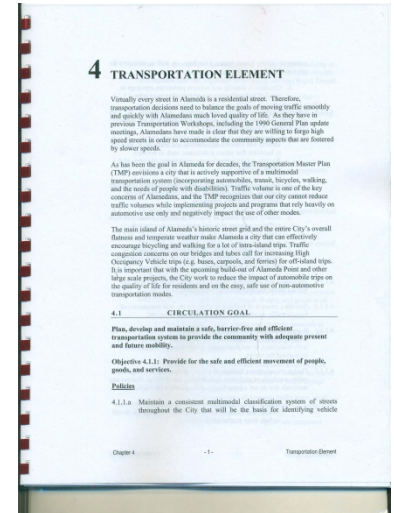 4 TRANSPORTATION ELEMENT
Virtually every street in Alameda is a residential street. Therefore,
transportation decisions need to balance the goals of moving traffic smoothly
and quickly with Alamedans much loved quality of life. As they have in
previous Transportation Workshops, including the 1990 General Plan update
meetings, Alamedans have made is clear that they are willing to forgo high
speed streets in order to accommodate the community aspects that are fostered
by slower speeds.
As has been the goal in Alameda for decades, the Transportation Master Plan
(TMP) envisions a city that is actively supportive of a multimodal
transportation system (incorporating automobiles, transit, bicycles, walking,
and the needs of people with disabilities). Traffic volume is one of the key
concerns of Alamedans, and the TMP recognizes that our city cannot reduce
traffic volumes while implementing projects and programs that rely heavily on
automotive use only and negatively impact the use of other modes.
The main island of Alameda's historic street grid and the entire City's overall
flatness and temperate weather make Alameda a city that can effectively
encourage bicycling and walking for a lot of intra-island trips. Traffic
congestion concerns on our bridges and tubes call for increasing High
Occupancy Vehicle trips (e.g. buses, carpools, and ferries) for off-island trips.
It is important that with the upcoming build-out of Alameda Point and other
large scale projects, the City work to reduce the impact of automobile trips on
the quality of life for residents and on the easy, safe use of non-automotive
transportation modes.
4.1 CIRCULATION GOAL
Plan, develop and maintain a safe, barrier-free and efficient
transportation system to provide the community with adequate present
and future mobility.
Objective 4.1.1: Provide for the safe and efficient movement of people,
goods, and services.
Policies
4.1.1.a Maintain a consistent multimodal classification system of streets
throughout the City that will be the basis for identifying vehicle
Chapter 4 - 1 - Transportation Element